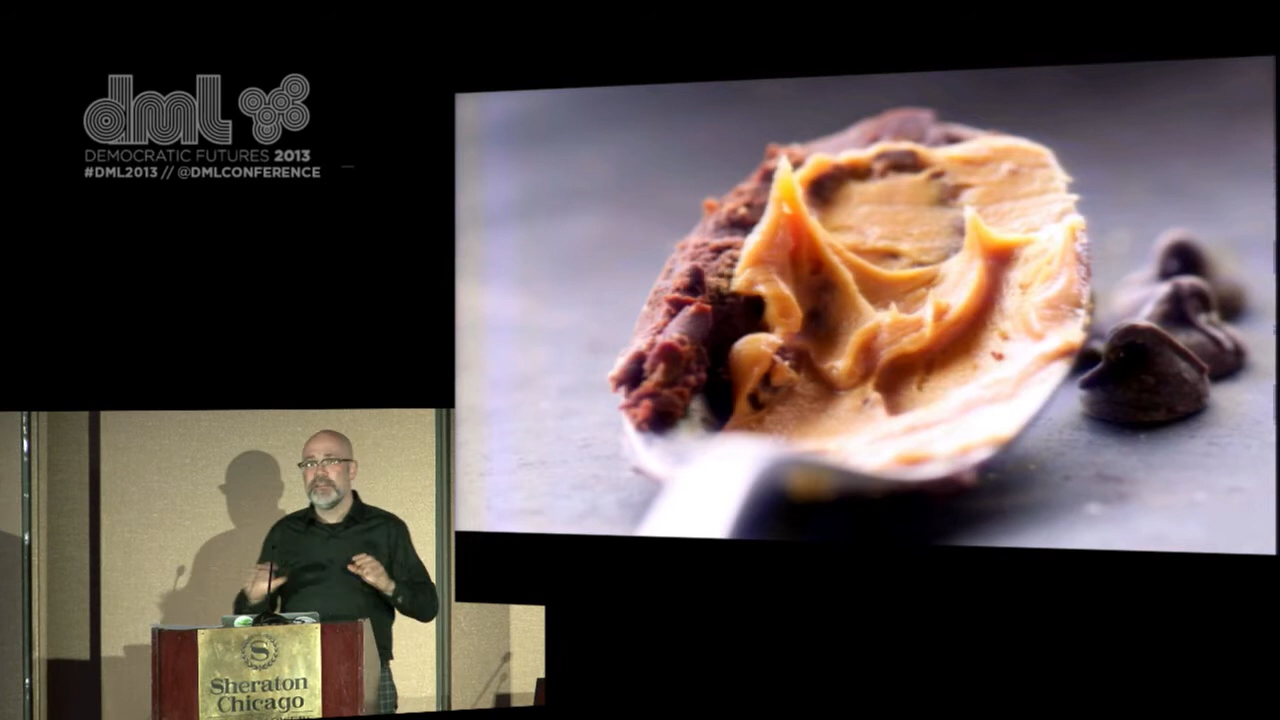 dml
DEMOCRATIC FUTURES 2013
#DML2013 // @DMLCONFERENCE
S
Sheraton
Chicago